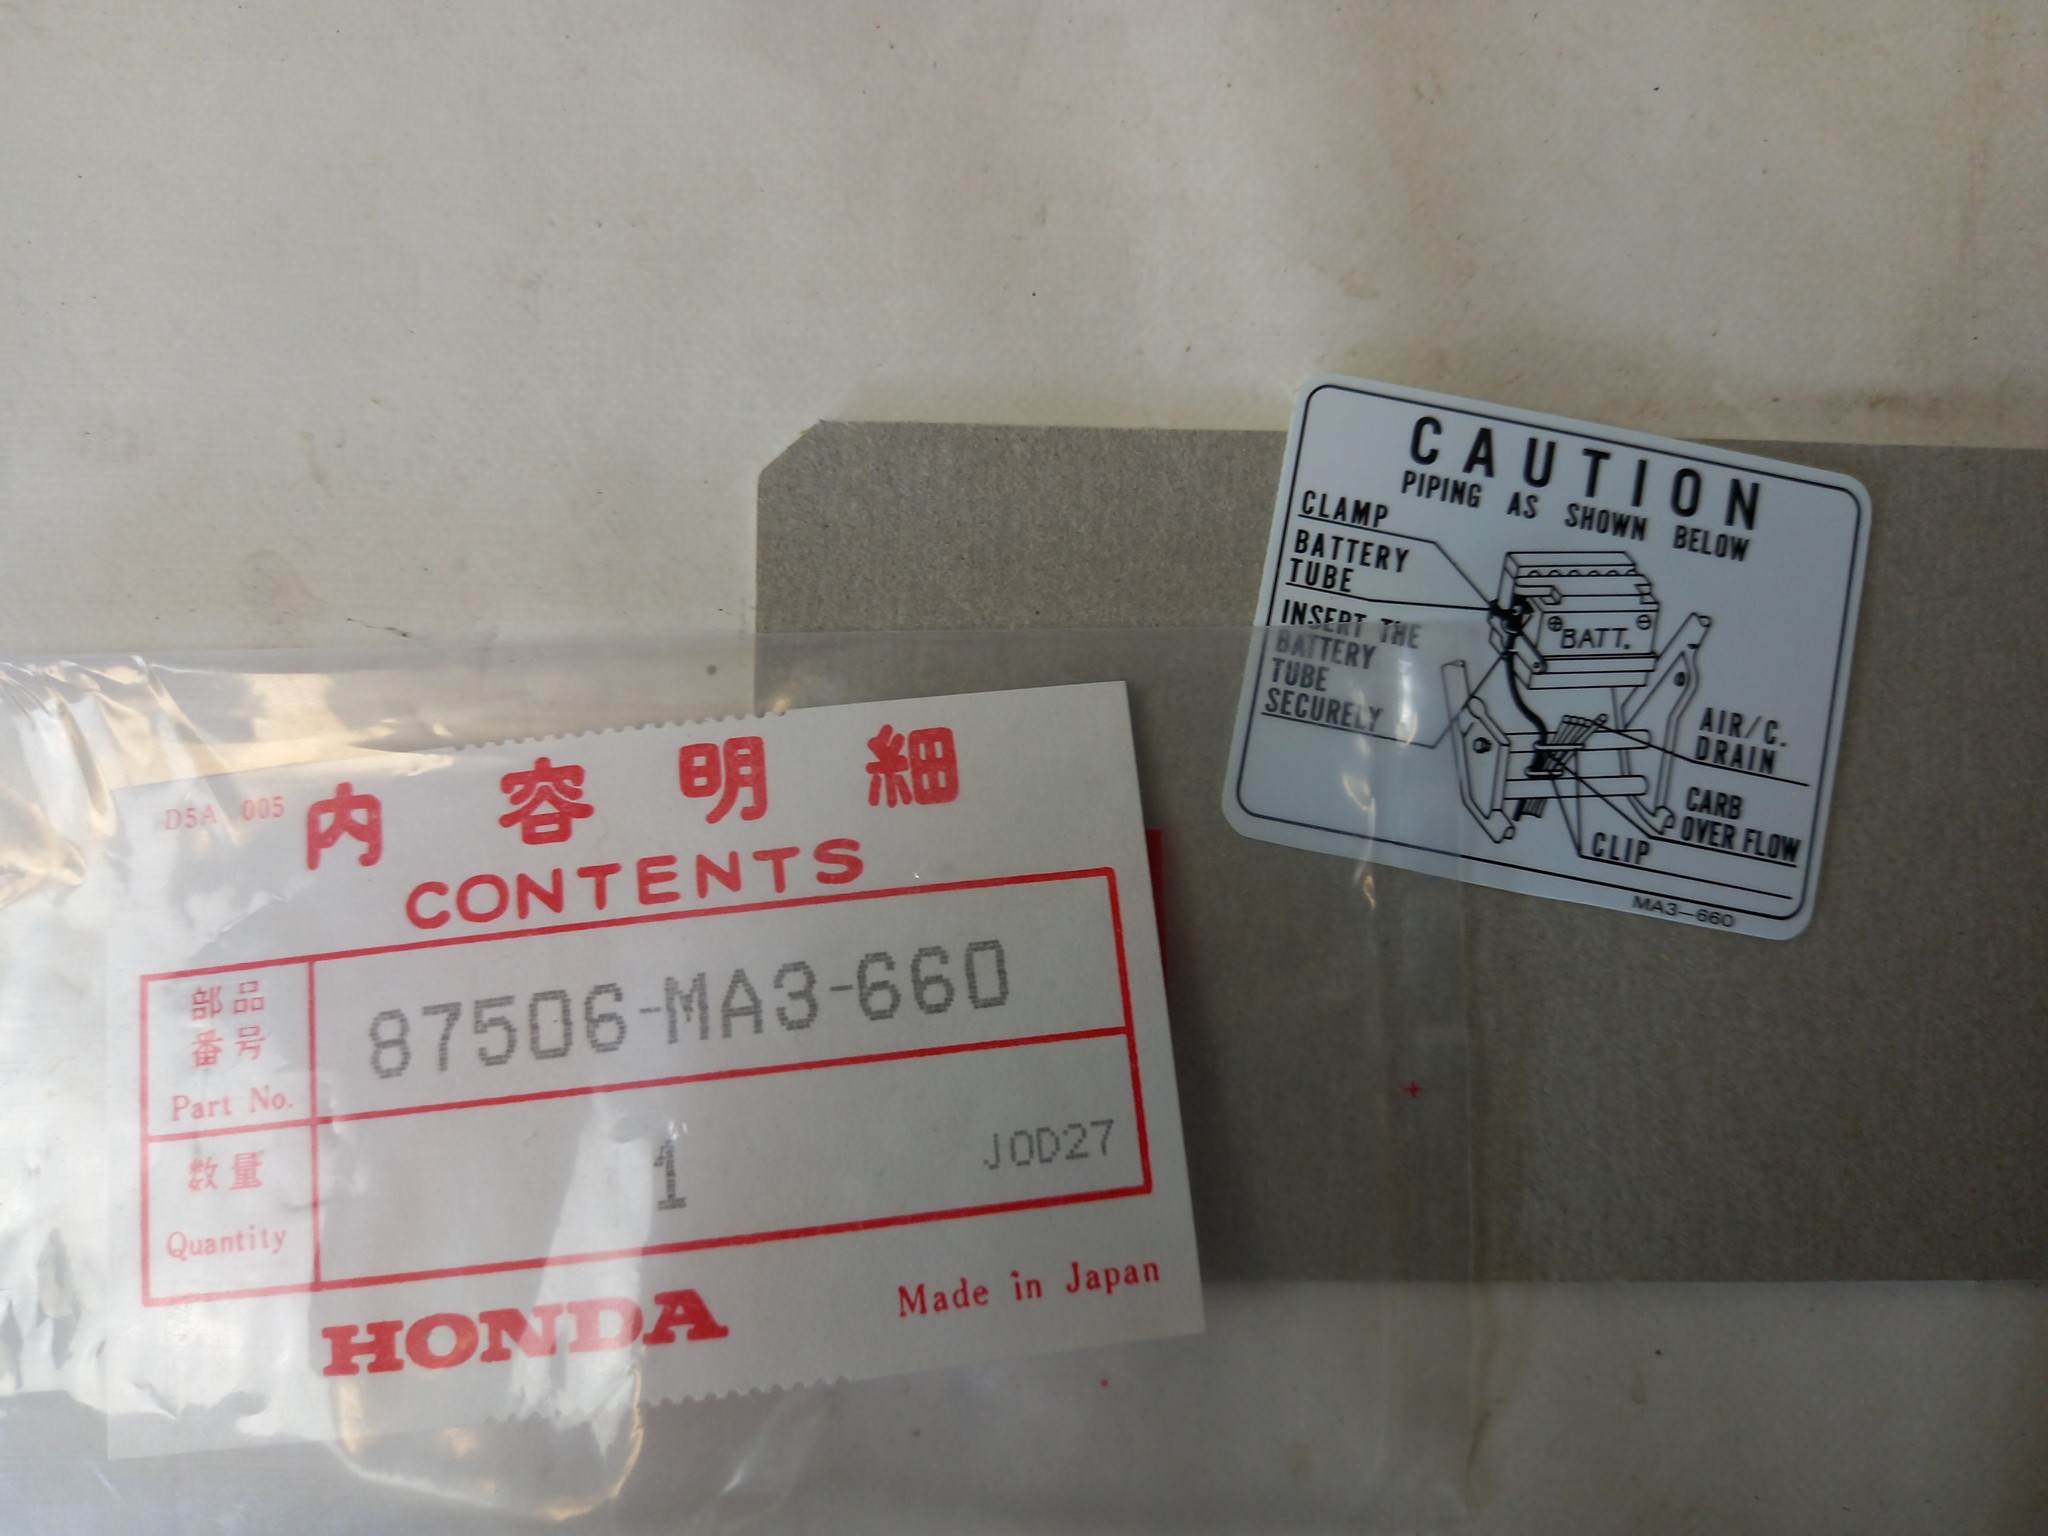 D5A 005
内容明細
CONTENTS
部品
番号
Part No.
87506-MA3-660
数量
Quantity
1
JOD27
HONDA
Made in Japan
CAUTION
PIPING AS SHOWN BELOW
CLAMP
BATTERY
TUBE
INSERT THE
BATTERY
TUBE
SECURELY
⊕ ⊖
BATT.
AIR/C.
DRAIN
CARB
OVER FLOW
CLIP
MA3-660